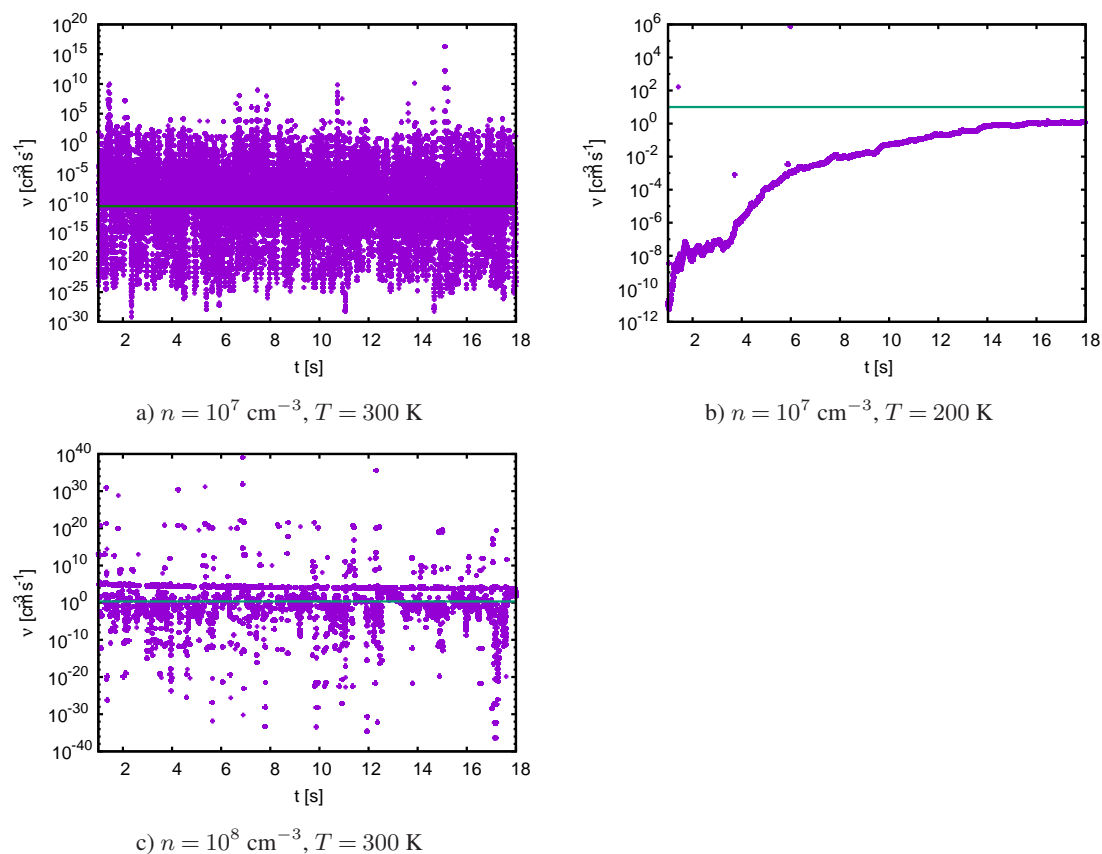 10^20
10^15
10^10
10^5
10^0
10^-5
10^-10
10^-15
10^-20
10^-25
10^-30
ν [cm^-3 s^-1]
2 4 6 8 10 12 14 16 18
t [s]
a) n = 10^7 cm^−3, T = 300 K
10^6
10^4
10^2
10^0
10^-2
10^-4
10^-6
10^-8
10^-10
10^-12
ν [cm^-3 s^-1]
2 4 6 8 10 12 14 16 18
t [s]
b) n = 10^7 cm^−3, T = 200 K
10^40
10^30
10^20
10^10
10^0
10^-10
10^-20
10^-30
10^-40
ν [cm^-3 s^-1]
2 4 6 8 10 12 14 16 18
t [s]
c) n = 10^8 cm^−3, T = 300 K